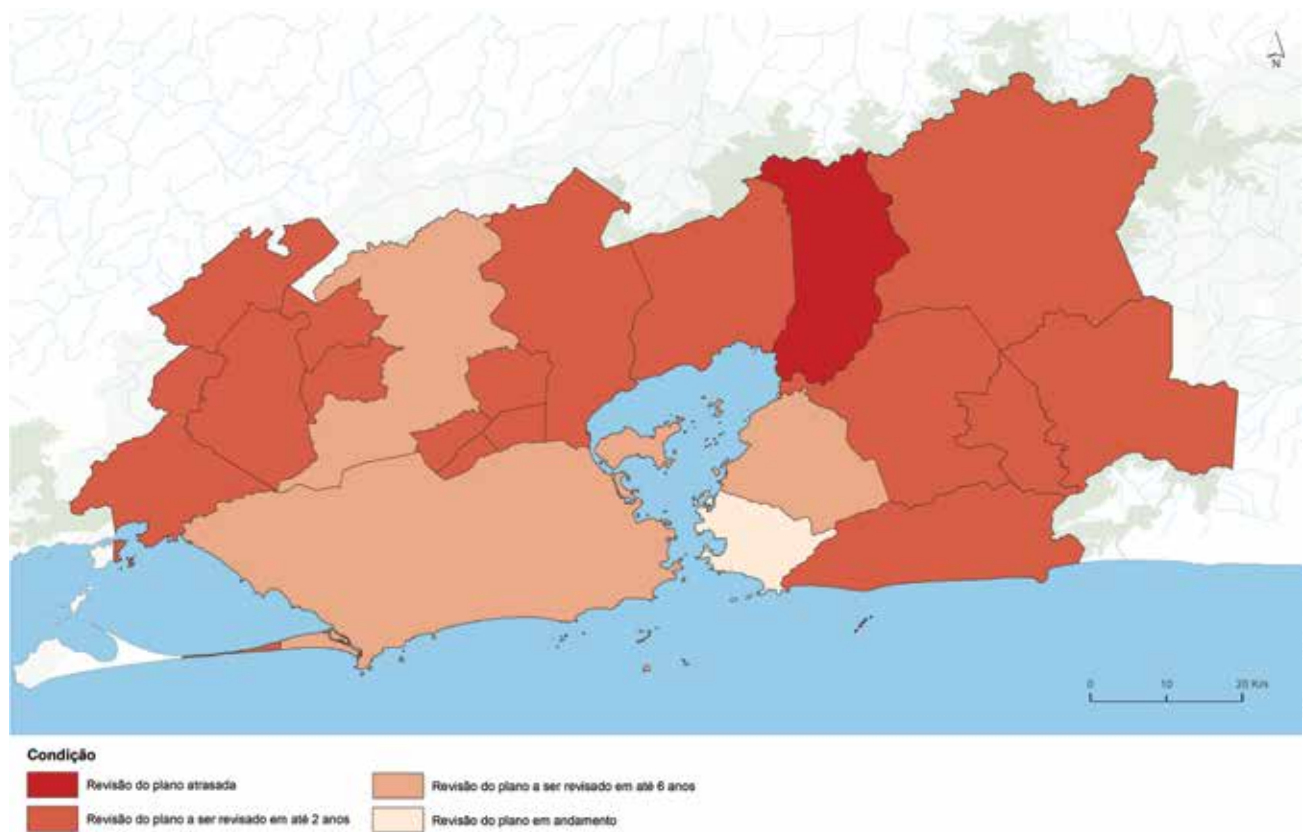 N
0 10 20 Km
Condição
Revisão do plano atrasada
Revisão do plano a ser revisado em até 6 anos
Revisão do plano a ser revisado em até 2 anos
Revisão do plano em andamento